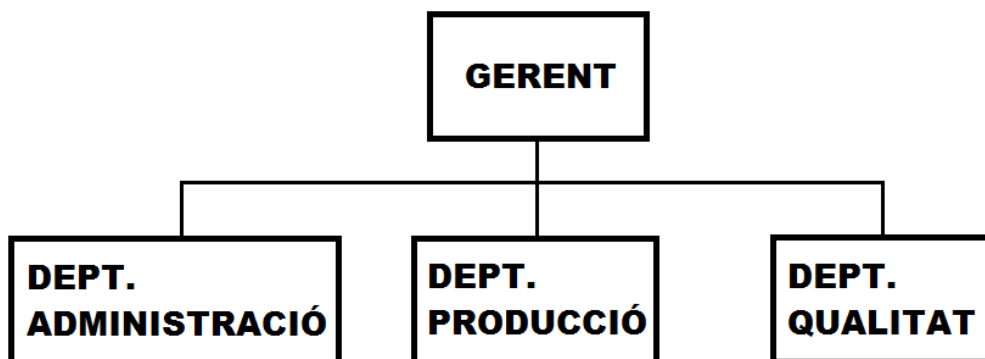 GERENT
DEPT.
ADMINISTRACIÓ
DEPT.
PRODUCCIÓ
DEPT.
QUALITAT